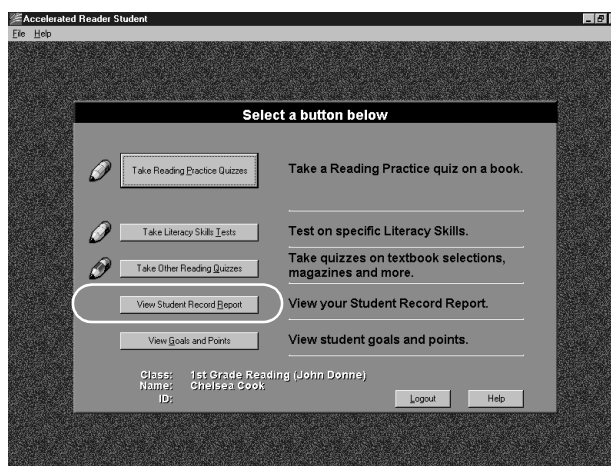 Accelerated Reader Student
File Help
Select a button below
Take Reading Practice Quizzes
Take a Reading Practice quiz on a book.
Take Literacy Skills Tests
Test on specific Literacy Skills.
Take Other Reading Quizzes
Take quizzes on textbook selections,
magazines and more.
View Student Record Report
View your Student Record Report.
View Goals and Points
View student goals and points.
Class: 1st Grade Reading (John Donne)
Name: Chelsea Cook
ID:
Logout Help